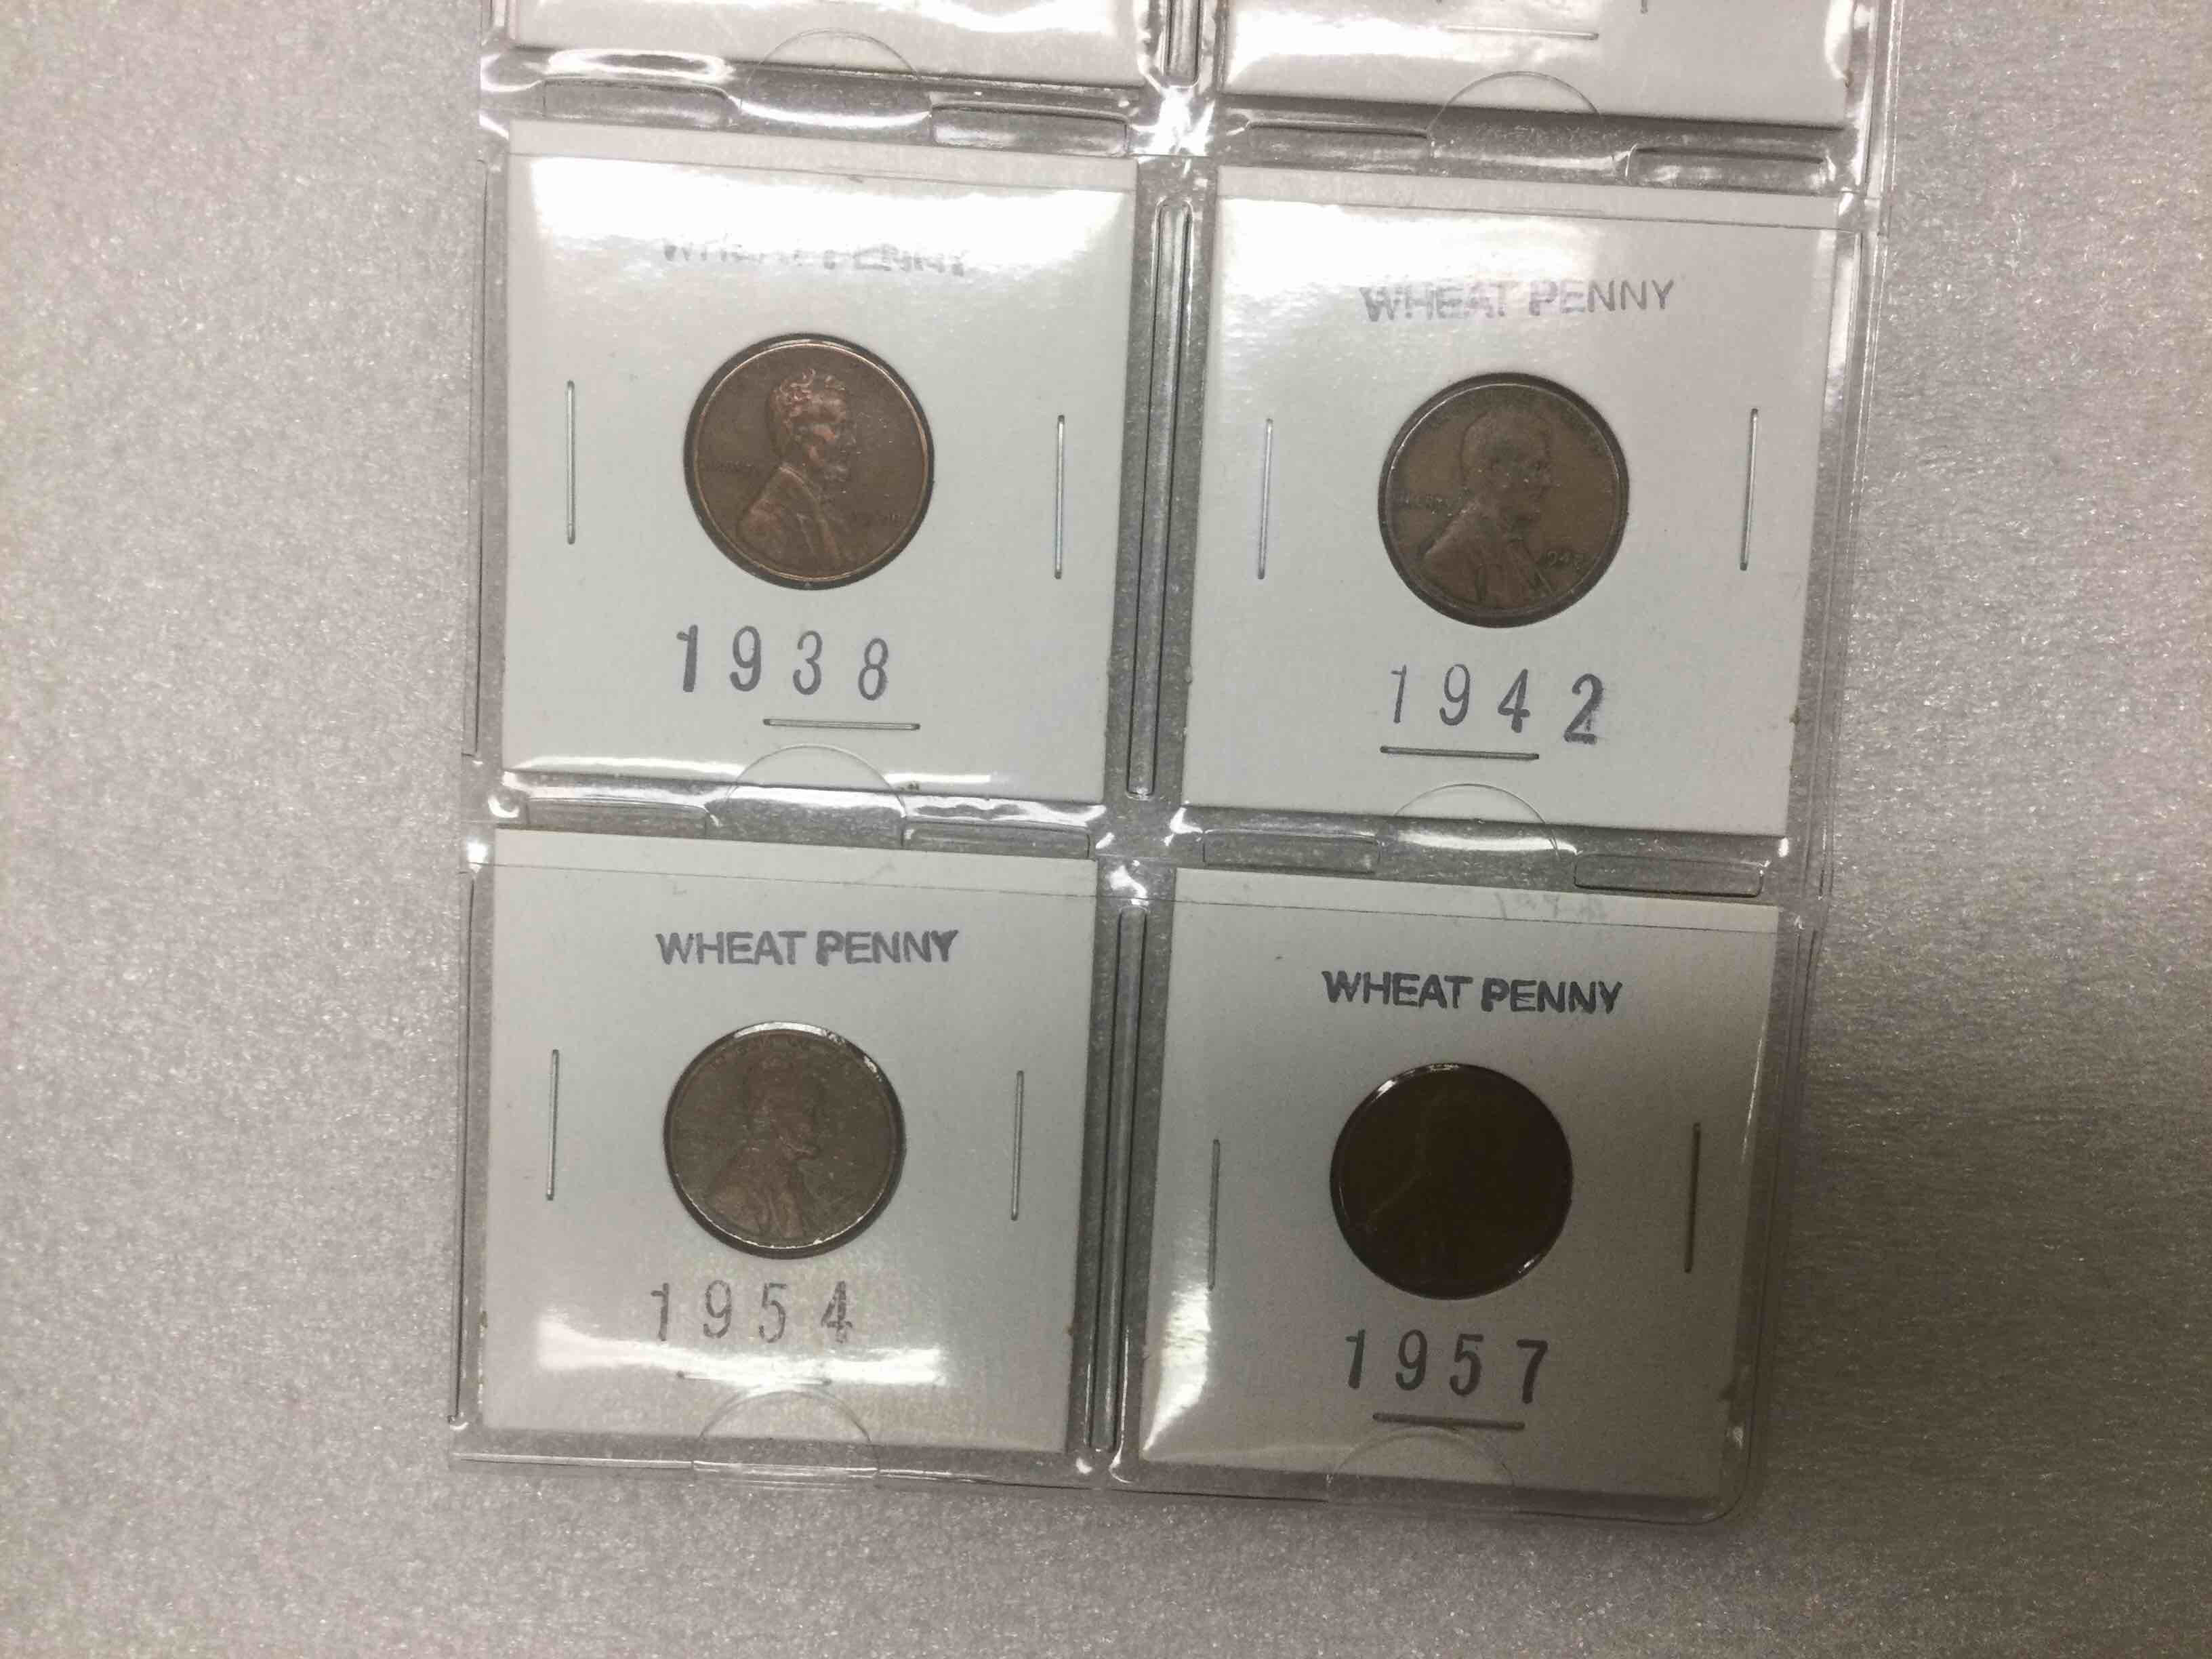 WHEAT PENNY
WHEAT PENNY
1938
1942
WHEAT PENNY
WHEAT PENNY
1954
1957